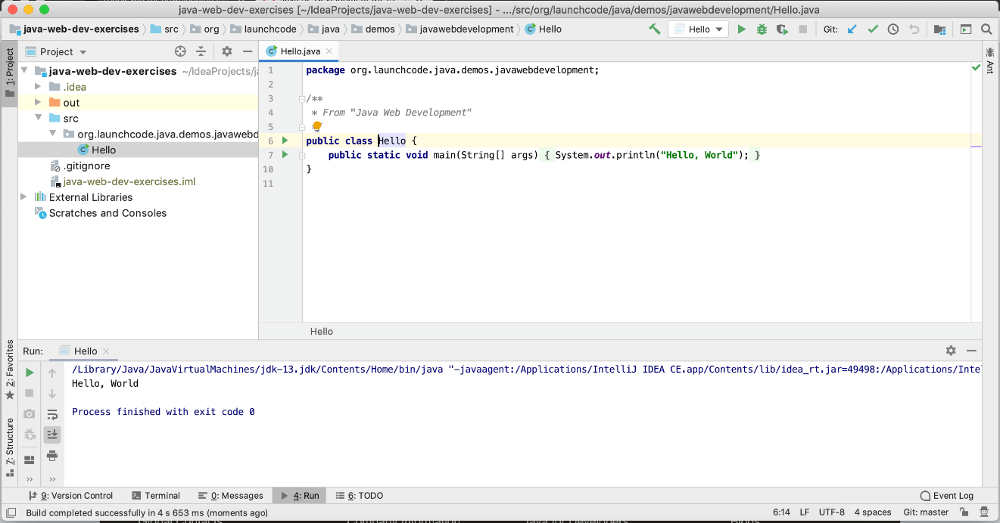 java-web-dev-exercises [~/IdeaProjects/java-web-dev-exercises] - .../src/org/launchcode/java/demos/javawebdevelopment/Hello.java
java-web-dev-exercises src org launchcode java demos javawebdevelopment Hello
Hello
Git:
1: Project
Project
Hello.java
Ant
java-web-dev-exercises ~/IdeaProjects/ja
.idea
out
src
org.launchcode.java.demos.javawebd
Hello
.gitignore
java-web-dev-exercises.iml
External Libraries
Scratches and Consoles
1 package org.launchcode.java.demos.javawebdevelopment;
2
3 /**
4 * From "Java Web Development"
5
6 public class Hello {
7 public static void main(String[] args) { System.out.println("Hello, World"); }
10 }
11
Hello
2: Favorites
7: Structure
Run: Hello
/Library/Java/JavaVirtualMachines/jdk-13.jdk/Contents/Home/bin/java "-javaagent:/Applications/IntelliJ IDEA CE.app/Contents/lib/idea_rt.jar=49498:/Applications/Inte
Hello, World
Process finished with exit code 0
9: Version Control Terminal 0: Messages 4: Run 6: TODO Event Log
Build completed successfully in 4 s 653 ms (moments ago) 6:14 LF UTF-8 4 spaces Git: master